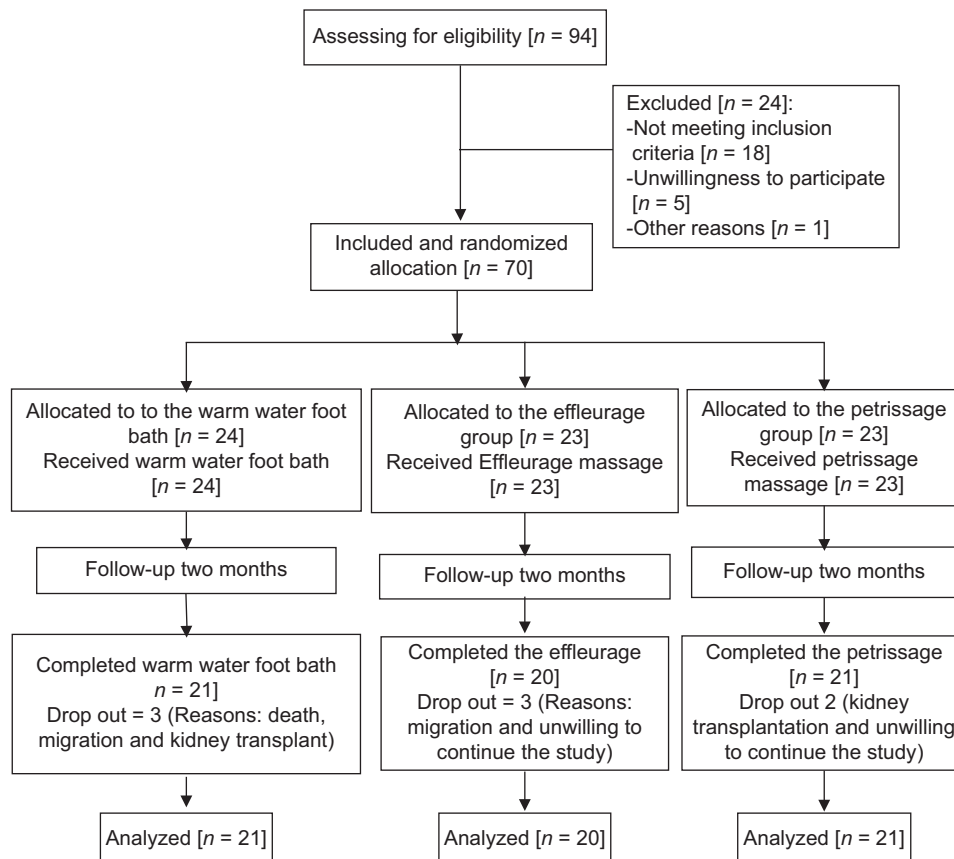 Assessing for eligibility [n = 94]
Excluded [n = 24]:
-Not meeting inclusion
criteria [n = 18]
-Unwillingness to participate
[n = 5]
-Other reasons [n = 1]
Included and randomized
allocation [n = 70]
Allocated to to the warm water foot
bath [n = 24]
Received warm water foot bath
[n = 24]
Allocated to the effleurage
group [n = 23]
Received Effleurage massage
[n = 23]
Allocated to the petrissage
group [n = 23]
Received petrissage
massage [n = 23]
Follow-up two months
Follow-up two months
Follow-up two months
Completed warm water foot bath
n = 21]
Drop out = 3 (Reasons: death,
migration and kidney transplant)
Completed the effleurage
[n = 20]
Drop out = 3 (Reasons:
migration and unwilling to
continue the study)
Completed the petrissage
[n = 21]
Drop out 2 (kidney
transplantation and unwilling
to continue the study)
Analyzed [n = 21]
Analyzed [n = 20]
Analyzed [n = 21]